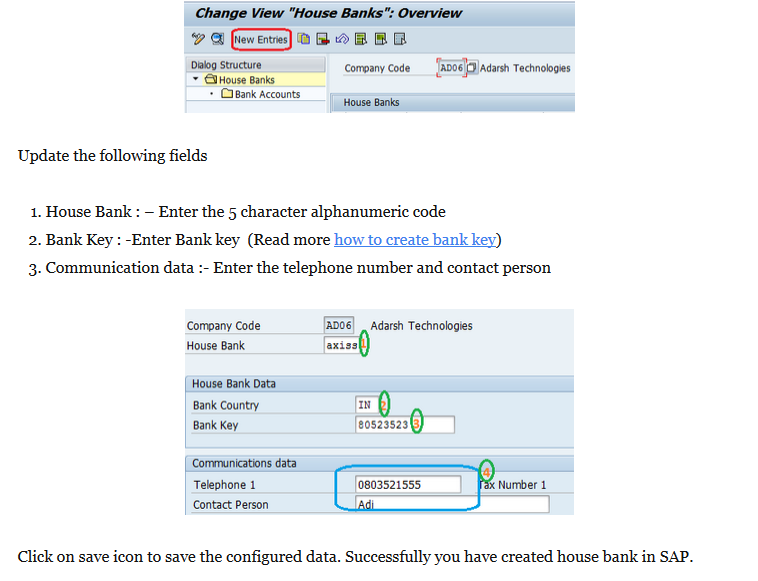 Change View "House Banks": Overview
New Entries
Dialog Structure
House Banks
Bank Accounts
Company Code AD06 Adarsh Technologies
House Banks
Update the following fields
1. House Bank : – Enter the 5 character alphanumeric code
2. Bank Key : -Enter Bank key (Read more how to create bank key)
3. Communication data :- Enter the telephone number and contact person
Company Code AD06 Adarsh Technologies
House Bank axiss 1
House Bank Data
Bank Country IN 2
Bank Key 80523523 3
Communications data
4
Telephone 1 0803521555 Tax Number 1
Contact Person Adi
Click on save icon to save the configured data. Successfully you have created house bank in SAP.